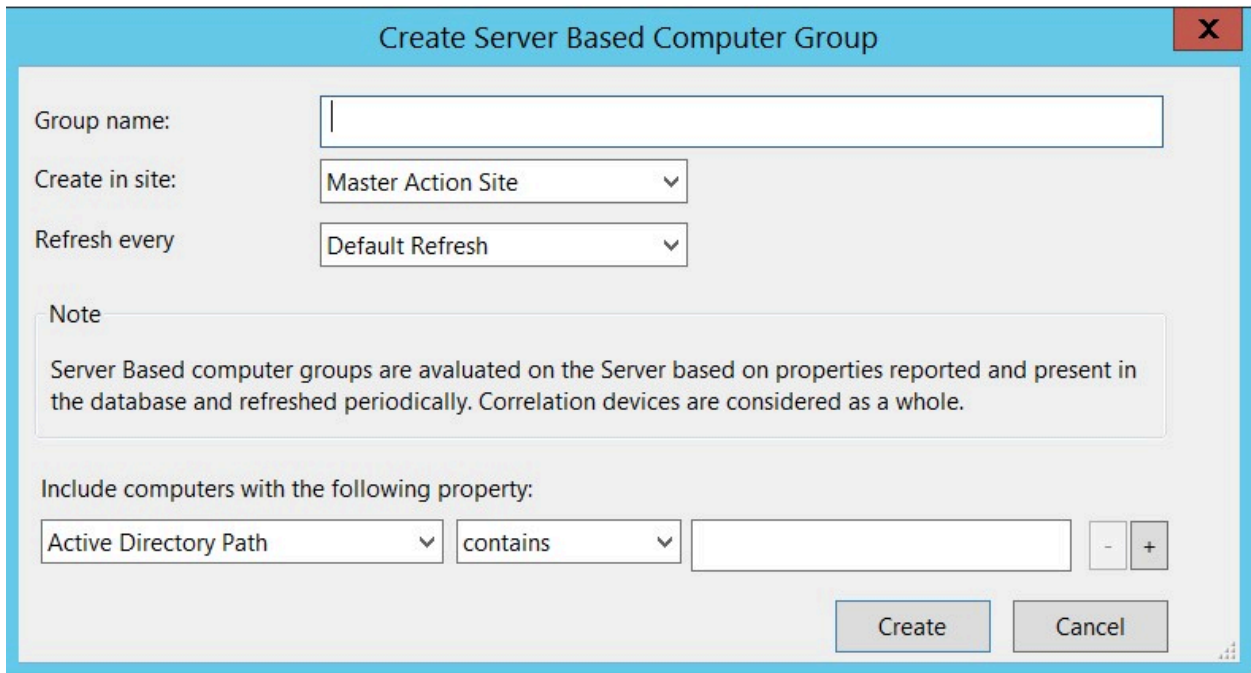 Create Server Based Computer Group
X
Group name:
Create in site:
Master Action Site
Refresh every
Default Refresh
Note
Server Based computer groups are avaluated on the Server based on properties reported and present in
the database and refreshed periodically. Correlation devices are considered as a whole.
Include computers with the following property:
Active Directory Path
contains
- +
Create
Cancel